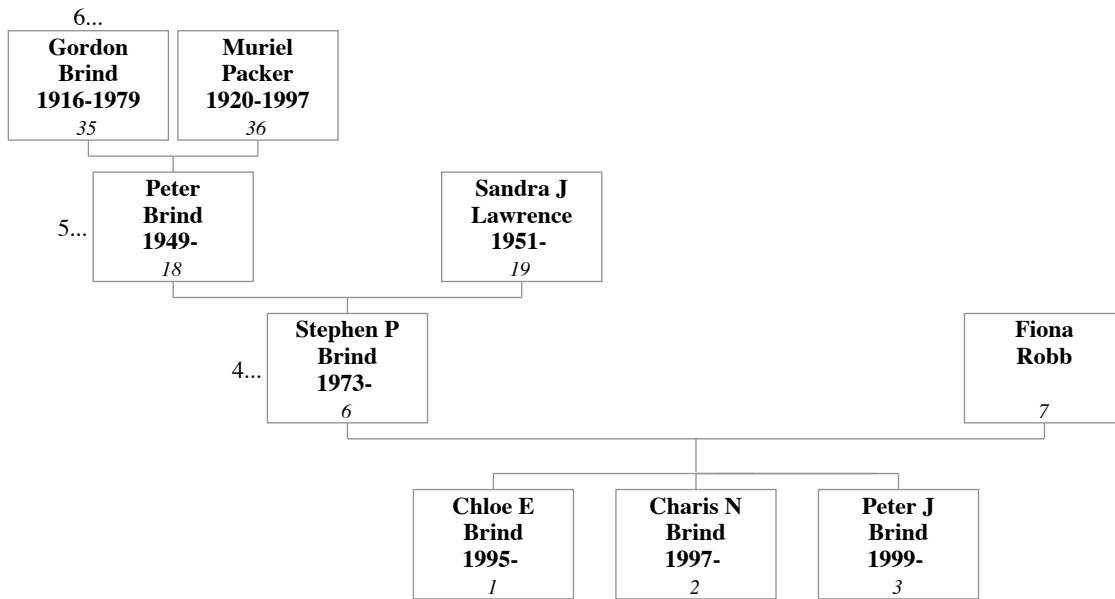 6...
Gordon
Brind
1916-1979
35
Muriel
Packer
1920-1997
36
5...
Peter
Brind
1949-
18
Sandra J
Lawrence
1951-
19
4...
Stephen P
Brind
1973-
6
Fiona
Robb
7
Chloe E
Brind
1995-
1
Charis N
Brind
1997-
2
Peter J
Brind
1999-
3